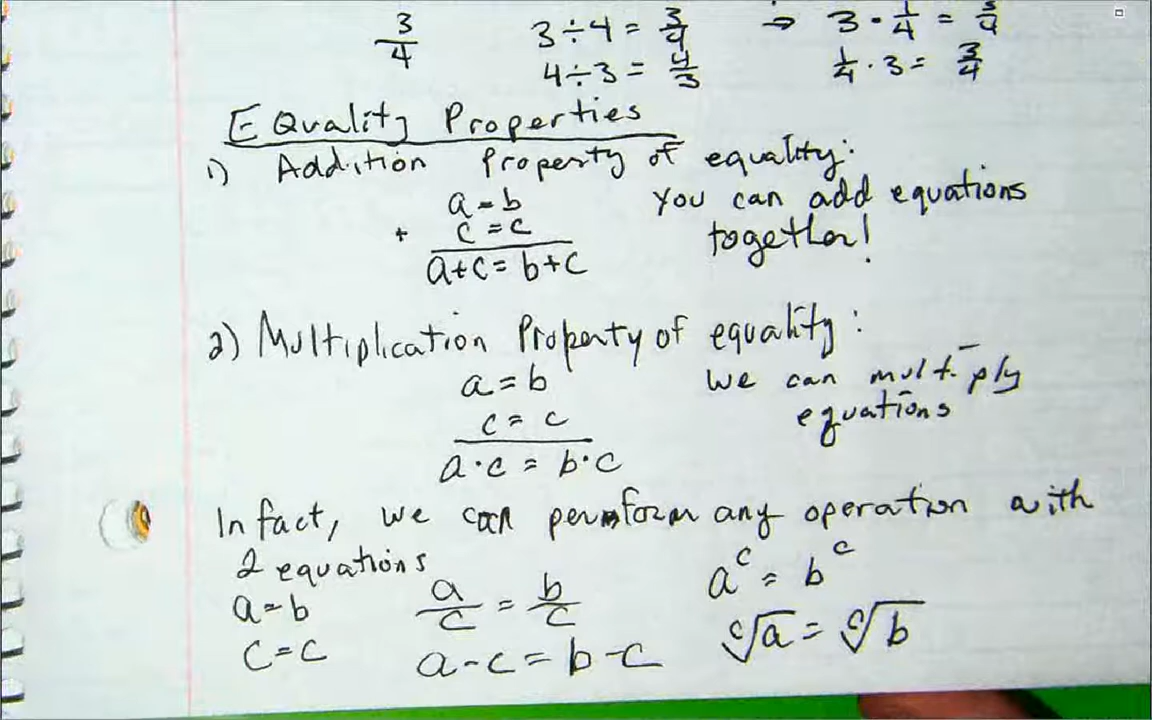 3/4 3÷4 = 3/4 ⇒ 3 · 1/4 = 3/4
4÷3 = 4/3 1/4 · 3 = 3/4
Equality Properties
1) Addition Property of equality:
a = b You can add equations
+ c = c together!
a+c = b+c
2) Multiplication Property of equality:
a = b We can multiply
c = c equations
a·c = b·c
In fact, we can perform any operation with
2 equations
a=b a/c = b/c a^c = b^c
c=c a-c = b-c ᶜ√a = ᶜ√b